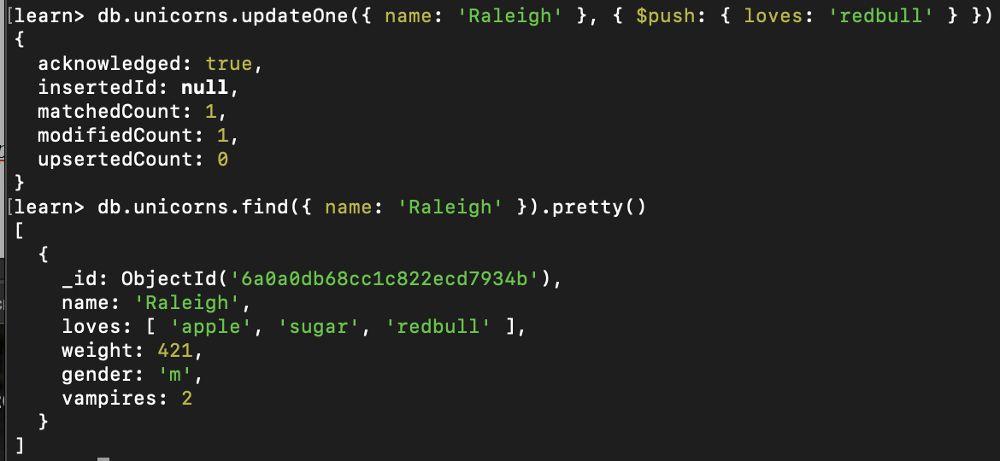 [learn> db.unicorns.updateOne({ name: 'Raleigh' }, { $push: { loves: 'redbull' } })
{
  acknowledged: true,
  insertedId: null,
  matchedCount: 1,
  modifiedCount: 1,
  upsertedCount: 0
}
[learn> db.unicorns.find({ name: 'Raleigh' }).pretty()
[
  {
    _id: ObjectId('6a0a0db68cc1c822ecd7934b'),
    name: 'Raleigh',
    loves: [ 'apple', 'sugar', 'redbull' ],
    weight: 421,
    gender: 'm',
    vampires: 2
  }
]